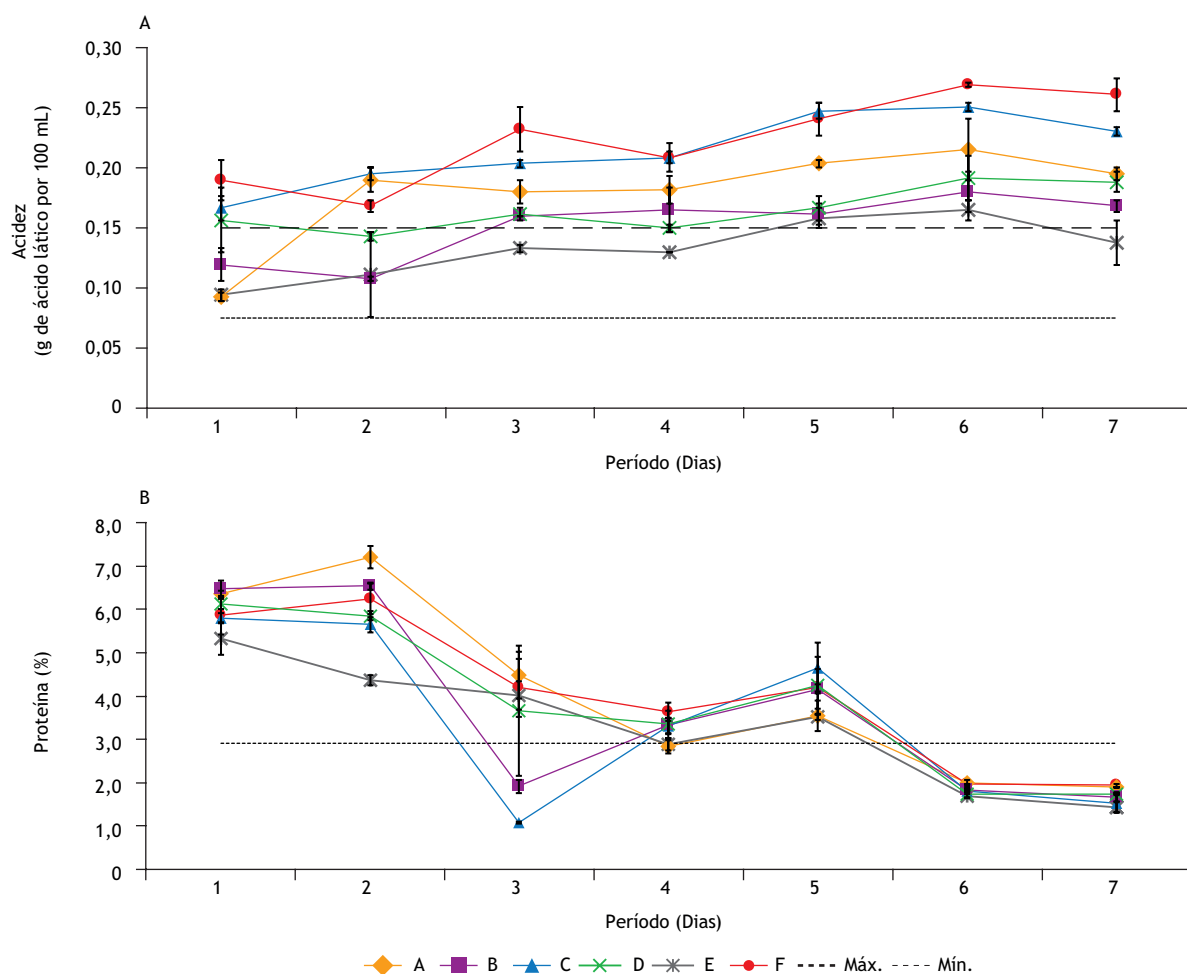 A
Acidez
(g de ácido lático por 100 mL)
0,30
0,25
0,20
0,15
0,10
0,05
0
1 2 3 4 5 6 7
Período (Dias)
B
Proteína (%)
8,0
7,0
6,0
5,0
4,0
3,0
2,0
1,0
0
1 2 3 4 5 6 7
Período (Dias)
A B C D E F Máx. Mín.